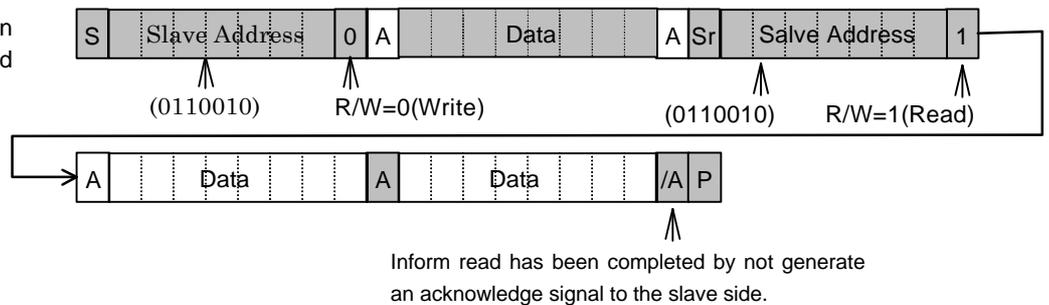 n
d
S Slave Address 0 A Data A Sr Salve Address 1
(0110010) R/W=0(Write) (0110010) R/W=1(Read)
A Data A Data /A P
Inform read has been completed by not generate
an acknowledge signal to the slave side.